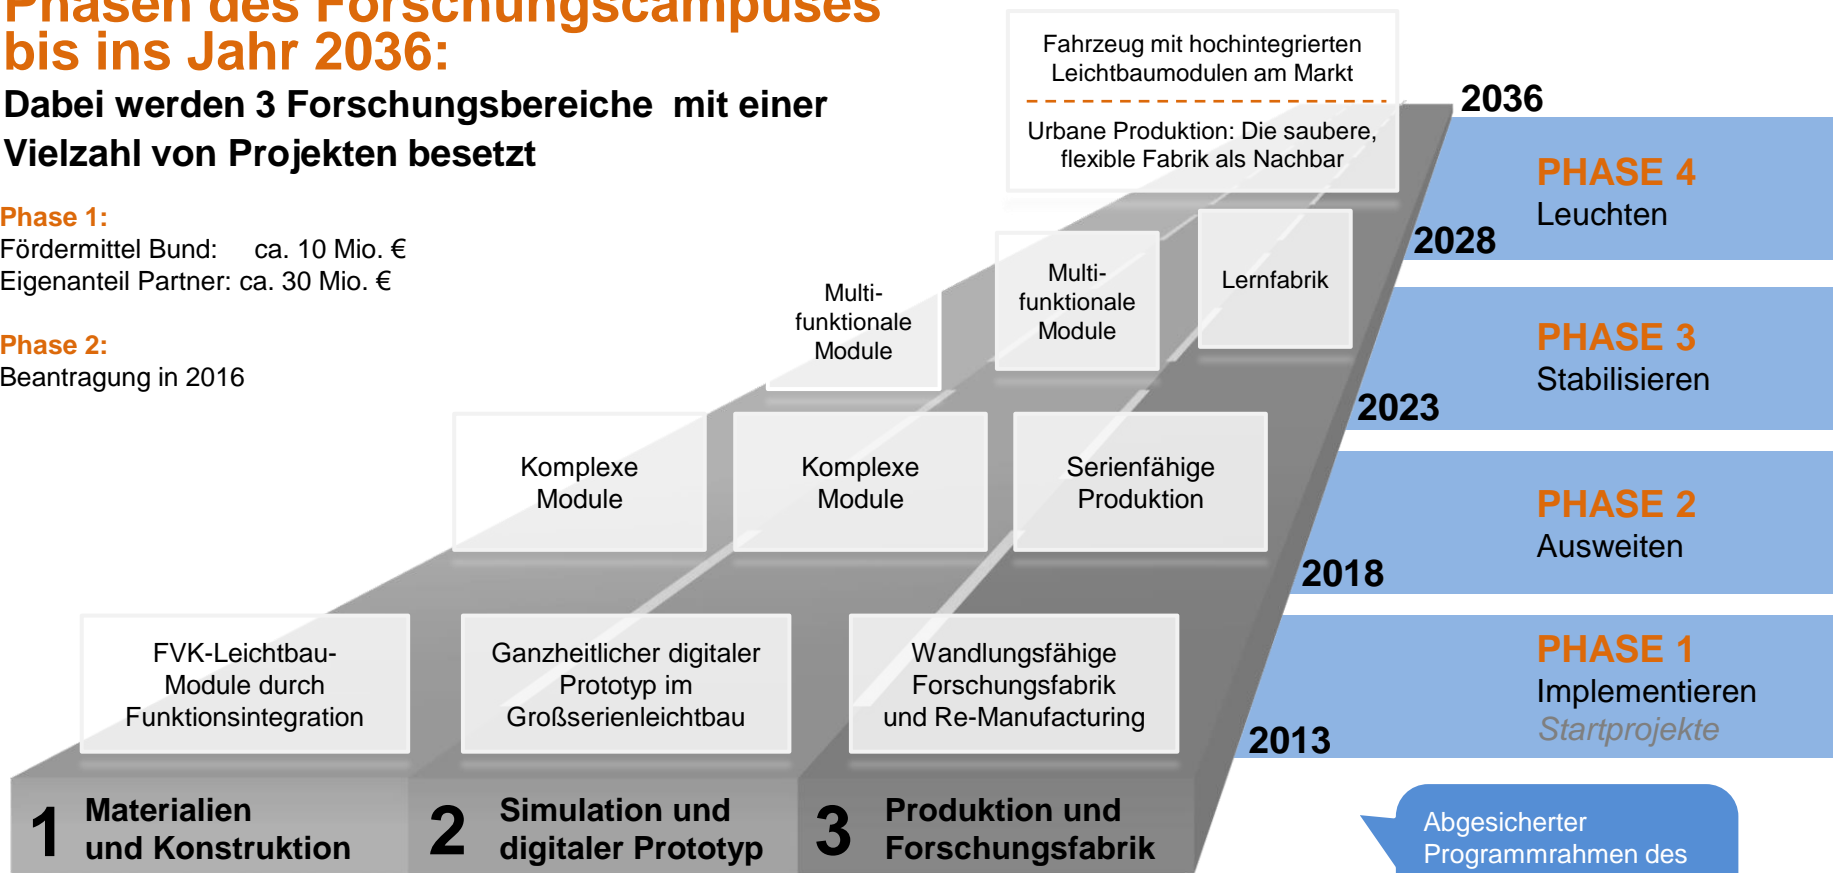 Phasen des Forschungscampuses
bis ins Jahr 2036:
Dabei werden 3 Forschungsbereiche mit einer
Vielzahl von Projekten besetzt
Phase 1:
Fördermittel Bund: ca. 10 Mio. €
Eigenanteil Partner: ca. 30 Mio. €
Phase 2:
Beantragung in 2016
Fahrzeug mit hochintegrierten
Leichtbaumodulen am Markt
Urbane Produktion: Die saubere,
flexible Fabrik als Nachbar
Multi-
funktionale
Module
Multi-
funktionale
Module
Lernfabrik
Komplexe
Module
Komplexe
Module
Serienfähige
Produktion
FVK-Leichtbau-
Module durch
Funktionsintegration
Ganzheitlicher digitaler
Prototyp im
Großserienleichtbau
Wandlungsfähige
Forschungsfabrik
und Re-Manufacturing
1 Materialien
und Konstruktion
2 Simulation und
digitaler Prototyp
3 Produktion und
Forschungsfabrik
2036
PHASE 4
Leuchten
2028
PHASE 3
Stabilisieren
2023
PHASE 2
Ausweiten
2018
PHASE 1
Implementieren
Startprojekte
2013
Abgesicherter
Programmrahmen des